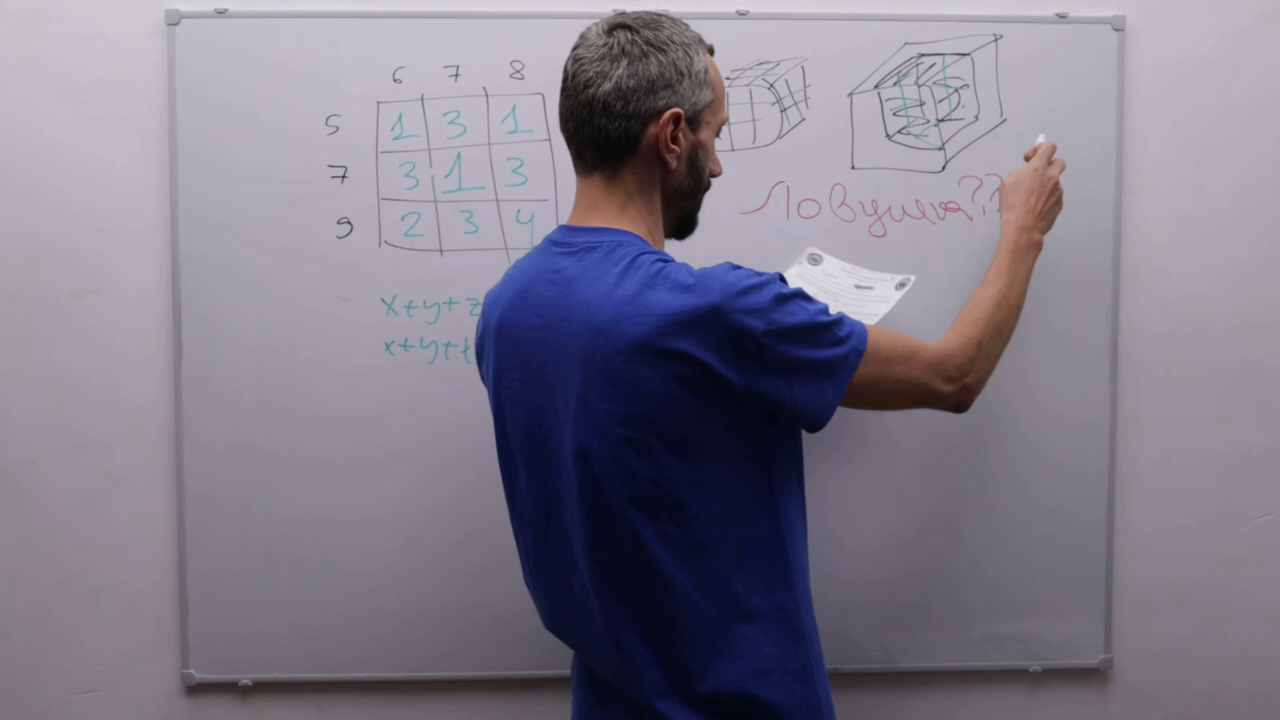 6 7 8
5 1 3 1
7 3 1 3
9 2 3 4
Ловушка??
x+y+z
x+y+t